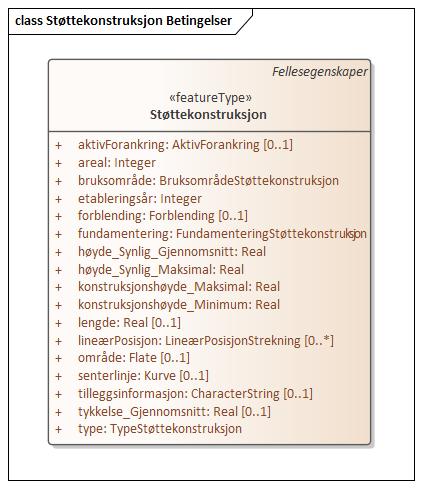 class Støttekonstruksjon Betingelser
Fellesegenskaper
«featureType»
Støttekonstruksjon
+ aktivForankring: AktivForankring [0..1]
+ areal: Integer
+ bruksområde: BruksområdeStøttekonstruksjon
+ etableringsår: Integer
+ forblending: Forblending [0..1]
+ fundamentering: FundamenteringStøttekonstruksjon
+ høyde_Synlig_Gjennomsnitt: Real
+ høyde_Synlig_Maksimal: Real
+ konstruksjonshøyde_Maksimal: Real
+ konstruksjonshøyde_Minimum: Real
+ lengde: Real [0..1]
+ lineærPosisjon: LineærPosisjonStrekning [0..*]
+ område: Flate [0..1]
+ senterlinje: Kurve [0..1]
+ tilleggsinformasjon: CharacterString [0..1]
+ tykkelse_Gjennomsnitt: Real [0..1]
+ type: TypeStøttekonstruksjon